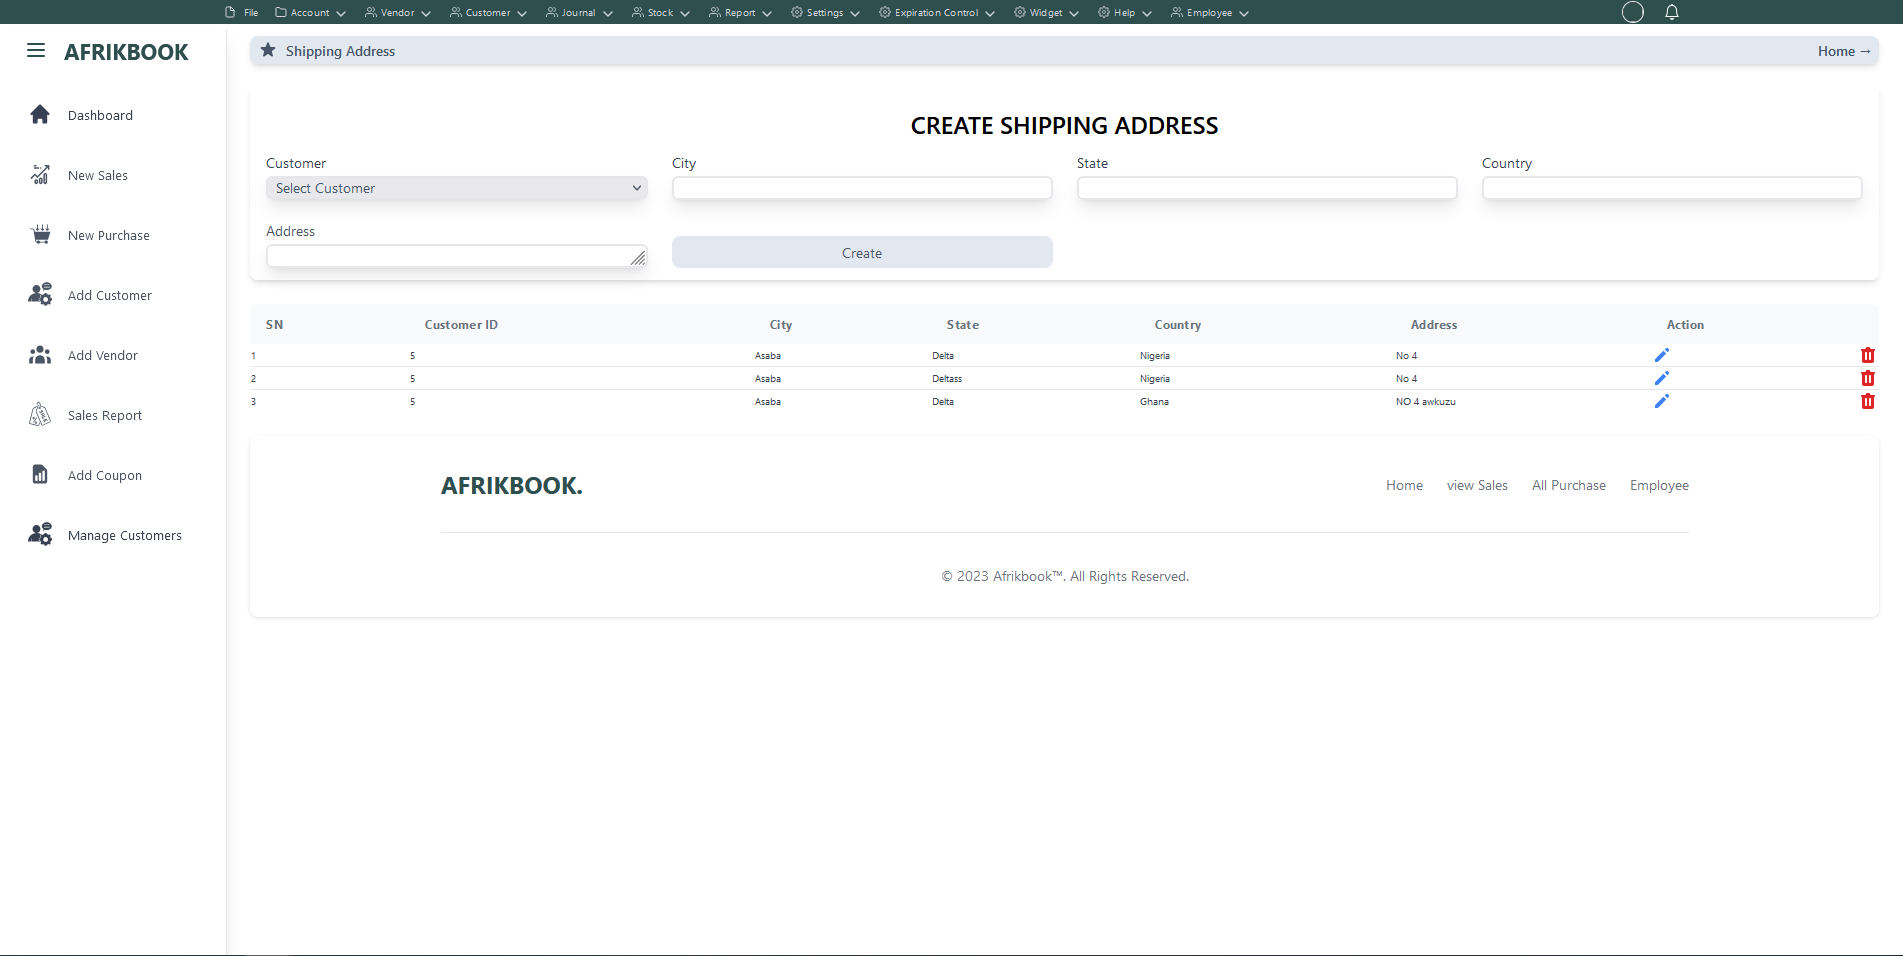 File Account Vendor Customer Journal Stock Report Settings Expiration Control Widget Help Employee
AFRIKBOOK
Shipping Address Home →
Dashboard
New Sales
New Purchase
Add Customer
Add Vendor
Sales Report
Add Coupon
Manage Customers
CREATE SHIPPING ADDRESS
Customer City State Country
Select Customer
Address
Create
SN Customer ID City State Country Address Action
1 5 Asaba Delta Nigeria No 4
2 5 Asaba Deltass Nigeria No 4
3 5 Asaba Delta Ghana NO 4 awkuzu
AFRIKBOOK. Home view Sales All Purchase Employee
© 2023 Afrikbook™. All Rights Reserved.